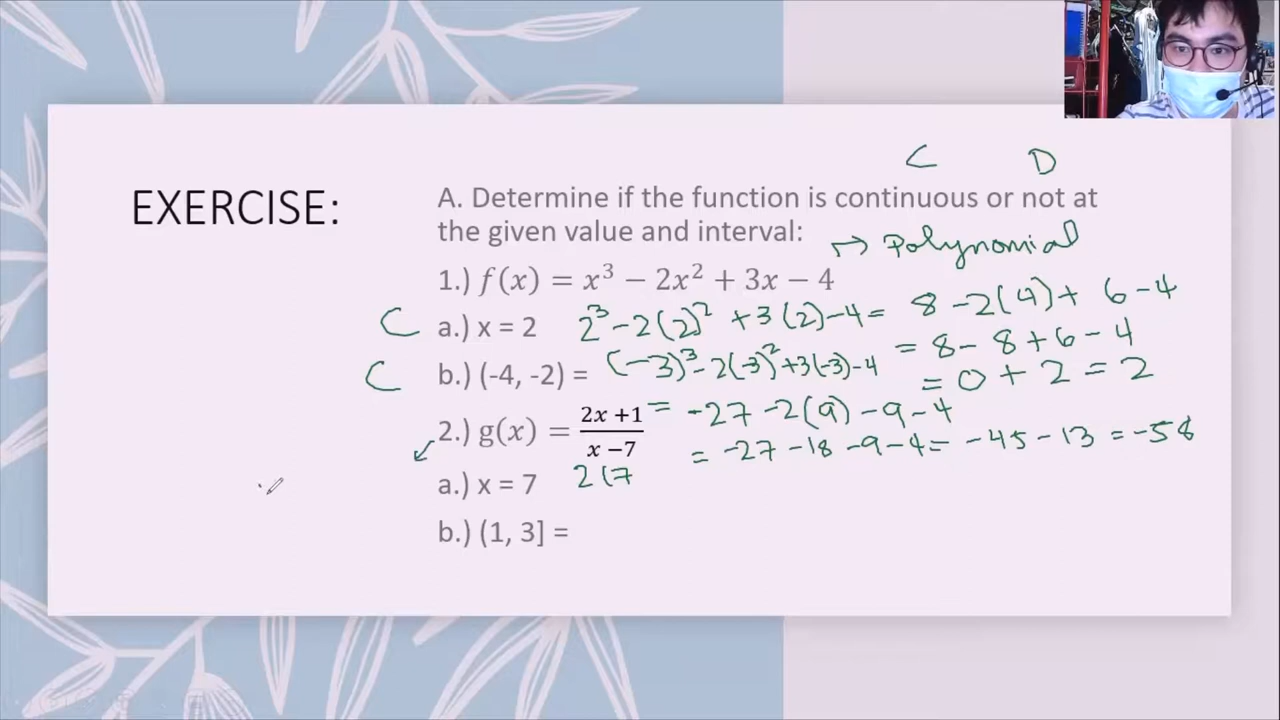 C D
EXERCISE:
A. Determine if the function is continuous or not at
the given value and interval:
↦ Polynomial
1.) f(x) = x³ − 2x² + 3x − 4
C a.) x = 2 2³ - 2(2)² + 3(2) - 4 = 8 - 2(4) + 6 - 4
= 8 - 8 + 6 - 4
C b.) (-4, -2) = (-3)³ - 2(-3)² + 3(-3) - 4
= 0 + 2 = 2
2.) g(x) = 2x +1 / x −7
= -27 - 2(9) - 9 - 4
= -27 - 18 - 9 - 4 = -45 - 13 = -58
a.) x = 7 2(7
b.) (1, 3] =